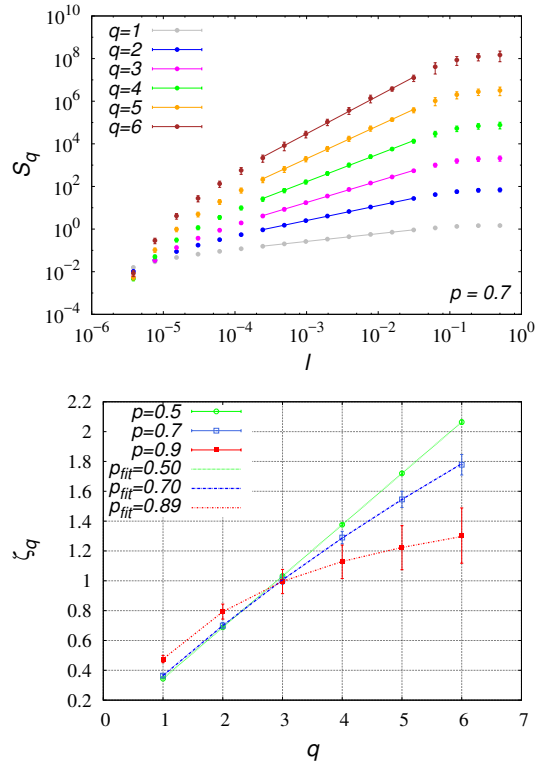 10^10
10^8
10^6
10^4
10^2
10^0
10^-2
10^-4
S_q
q=1
q=2
q=3
q=4
q=5
q=6
p = 0.7
10^-6 10^-5 10^-4 10^-3 10^-2 10^-1 10^0
l
2.2
2
1.8
1.6
1.4
1.2
1
0.8
0.6
0.4
0.2
ζ_q
p=0.5
p=0.7
p=0.9
p_fit=0.50
p_fit=0.70
p_fit=0.89
0 1 2 3 4 5 6 7
q